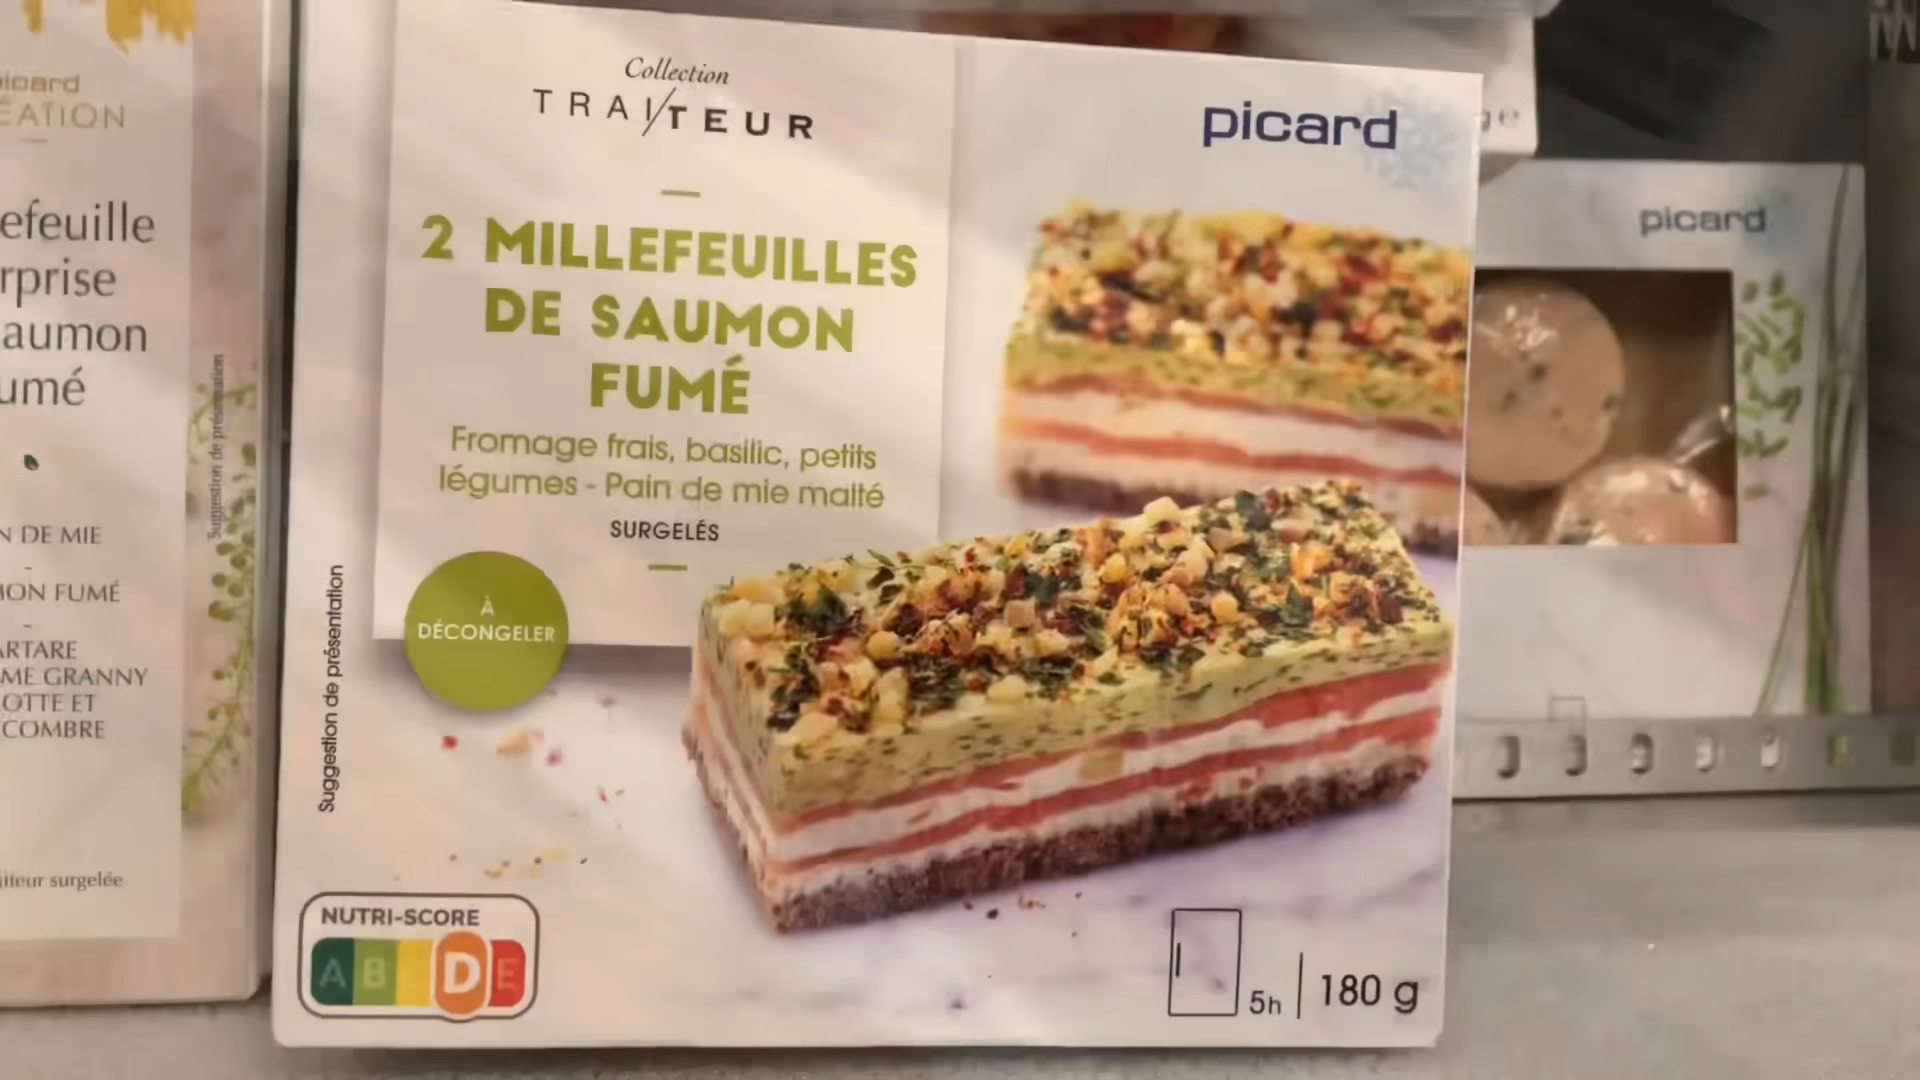 picard
Collection
TRAITEUR
picard
2 MILLEFEUILLES
DE SAUMON
FUMÉ
Fromage frais, basilic, petits
légumes - Pain de mie malté
SURGELÉS
À
DÉCONGELER
Suggestion de présentation
NUTRI-SCORE
A B D E
5h
180 g
efeuille
rprise
aumon
umé
N DE MIE
-
ON FUMÉ
-
ARTARE
ME GRANNY
OTTE ET
COMBRE
surgelée
Suggestion de présentation
picard